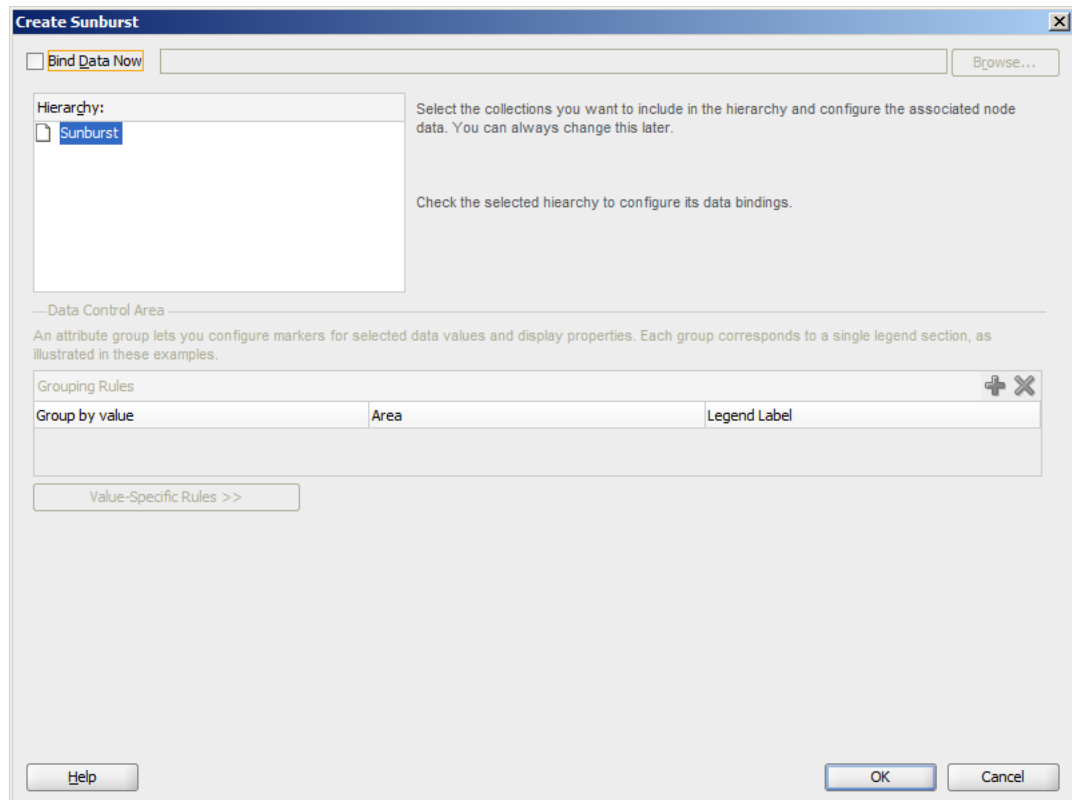 Create Sunburst
Bind Data Now
Browse...
Hierarchy:
Sunburst
Select the collections you want to include in the hierarchy and configure the associated node
data. You can always change this later.
Check the selected hiearchy to configure its data bindings.
Data Control Area
An attribute group lets you configure markers for selected data values and display properties. Each group corresponds to a single legend section, as
illustrated in these examples.
Grouping Rules
Group by value Area Legend Label
Value-Specific Rules >>
Help OK Cancel